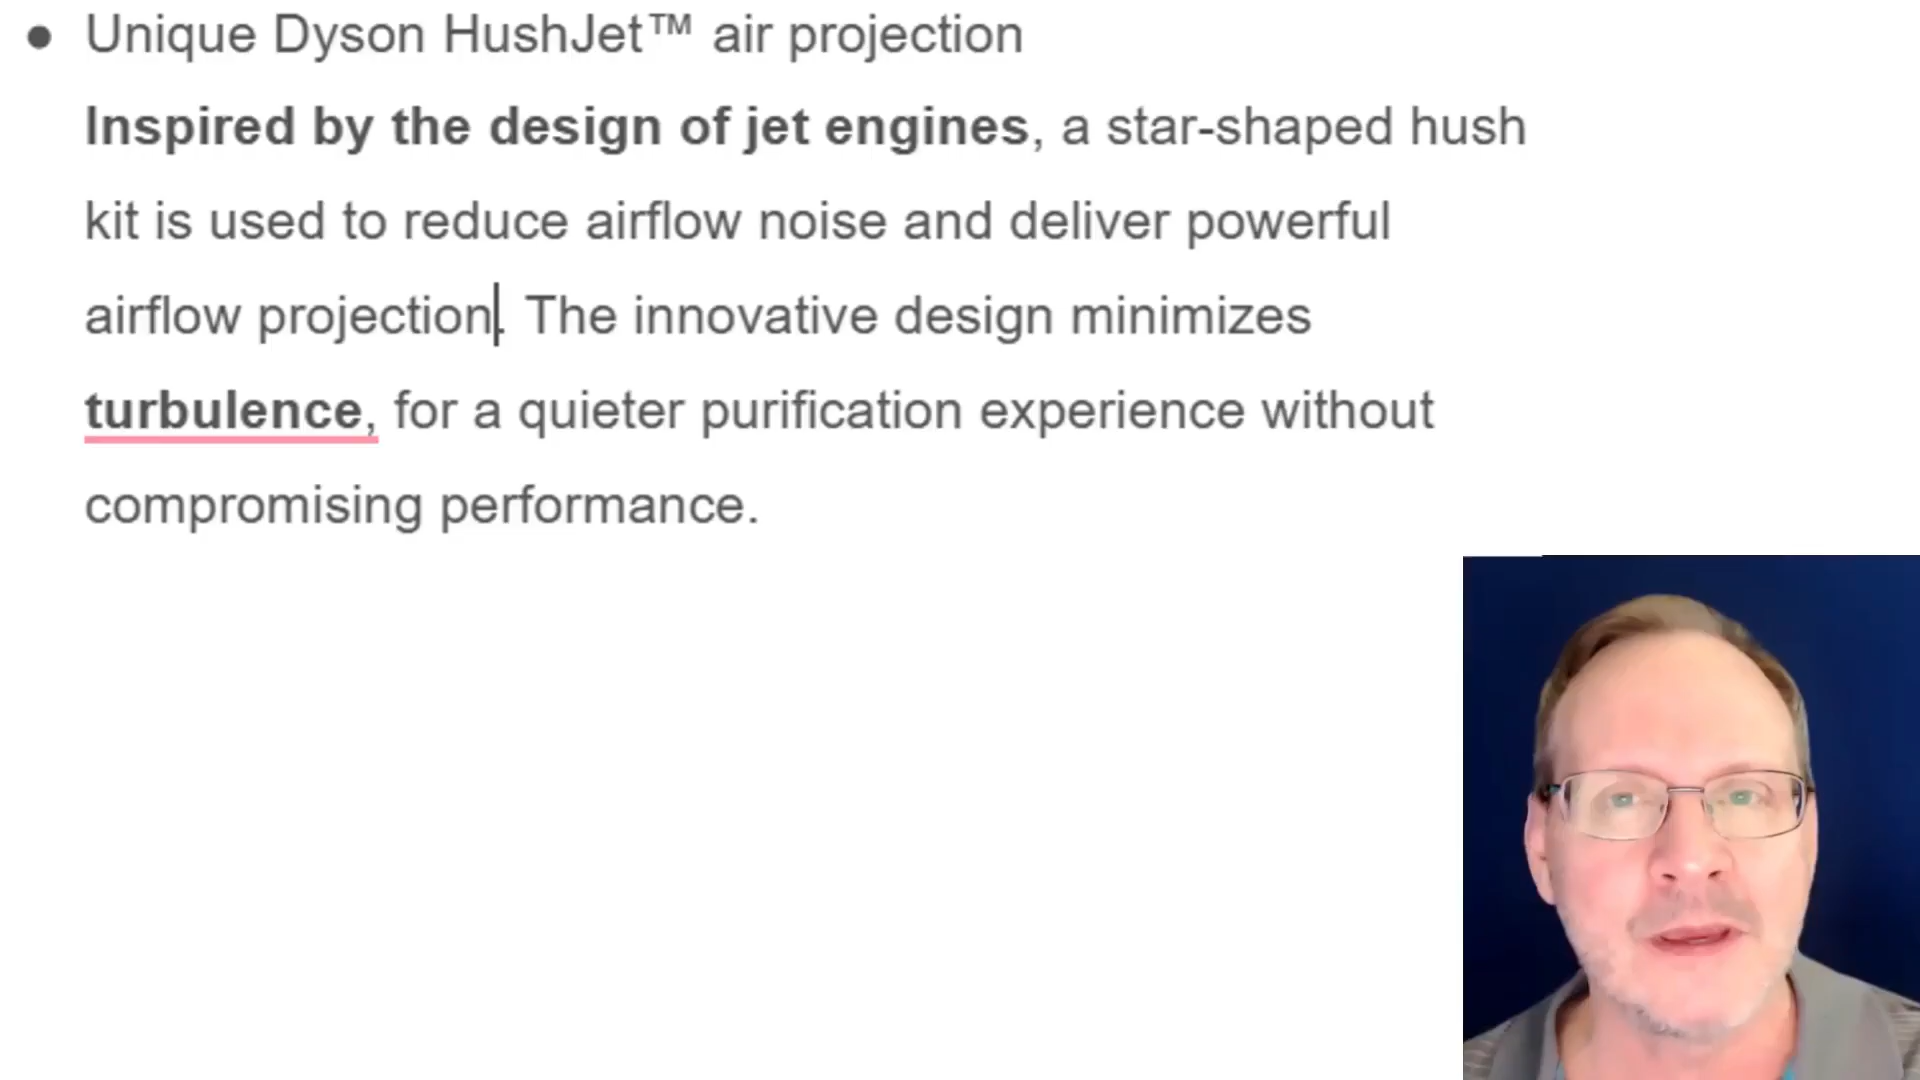 ● Unique Dyson HushJet™ air projection
Inspired by the design of jet engines, a star-shaped hush
kit is used to reduce airflow noise and deliver powerful
airflow projection. The innovative design minimizes
turbulence, for a quieter purification experience without
compromising performance.